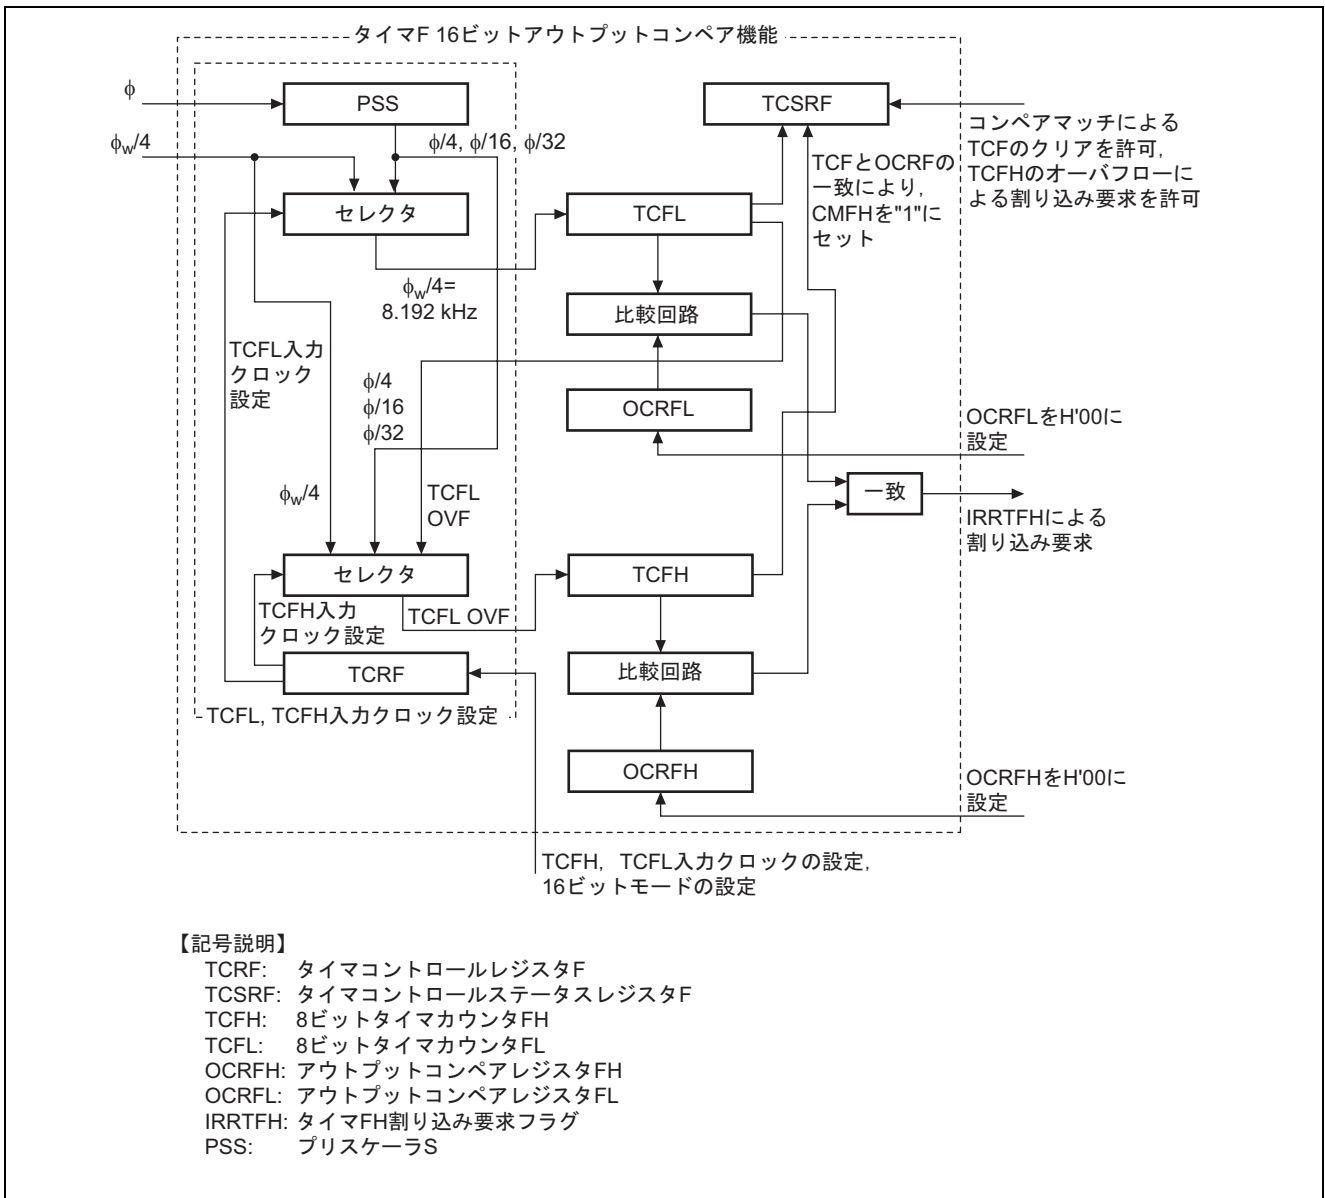 タイマF 16ビットアウトプットコンペア機能
φ
PSS
TCSRF
φw/4
φ/4, φ/16, φ/32
コンペアマッチによる
TCFのクリアを許可,
TCFHのオーバフローに
よる割り込み要求を許可
TCFとOCRFの
一致により,
CMFHを"1"に
セット
セレクタ
TCFL
φw/4=
8.192 kHz
比較回路
TCFL入力
クロック
設定
φ/4
φ/16
φ/32
OCRFL
OCRFLをH'00に
設定
φw/4
TCFL
OVF
一致
IRRTFHによる
割り込み要求
セレクタ
TCFH
TCFH入力
クロック設定
TCFL OVF
TCRF
比較回路
TCFL, TCFH入力クロック設定
OCRFH
OCRFHをH'00に
設定
TCFH, TCFL入力クロックの設定,
16ビットモードの設定
【記号説明】
TCRF: タイマコントロールレジスタF
TCSRF: タイマコントロールステータスレジスタF
TCFH: 8ビットタイマカウンタFH
TCFL: 8ビットタイマカウンタFL
OCRFH: アウトプットコンペアレジスタFH
OCRFL: アウトプットコンペアレジスタFL
IRRTFH: タイマFH割り込み要求フラグ
PSS: プリスケーラS